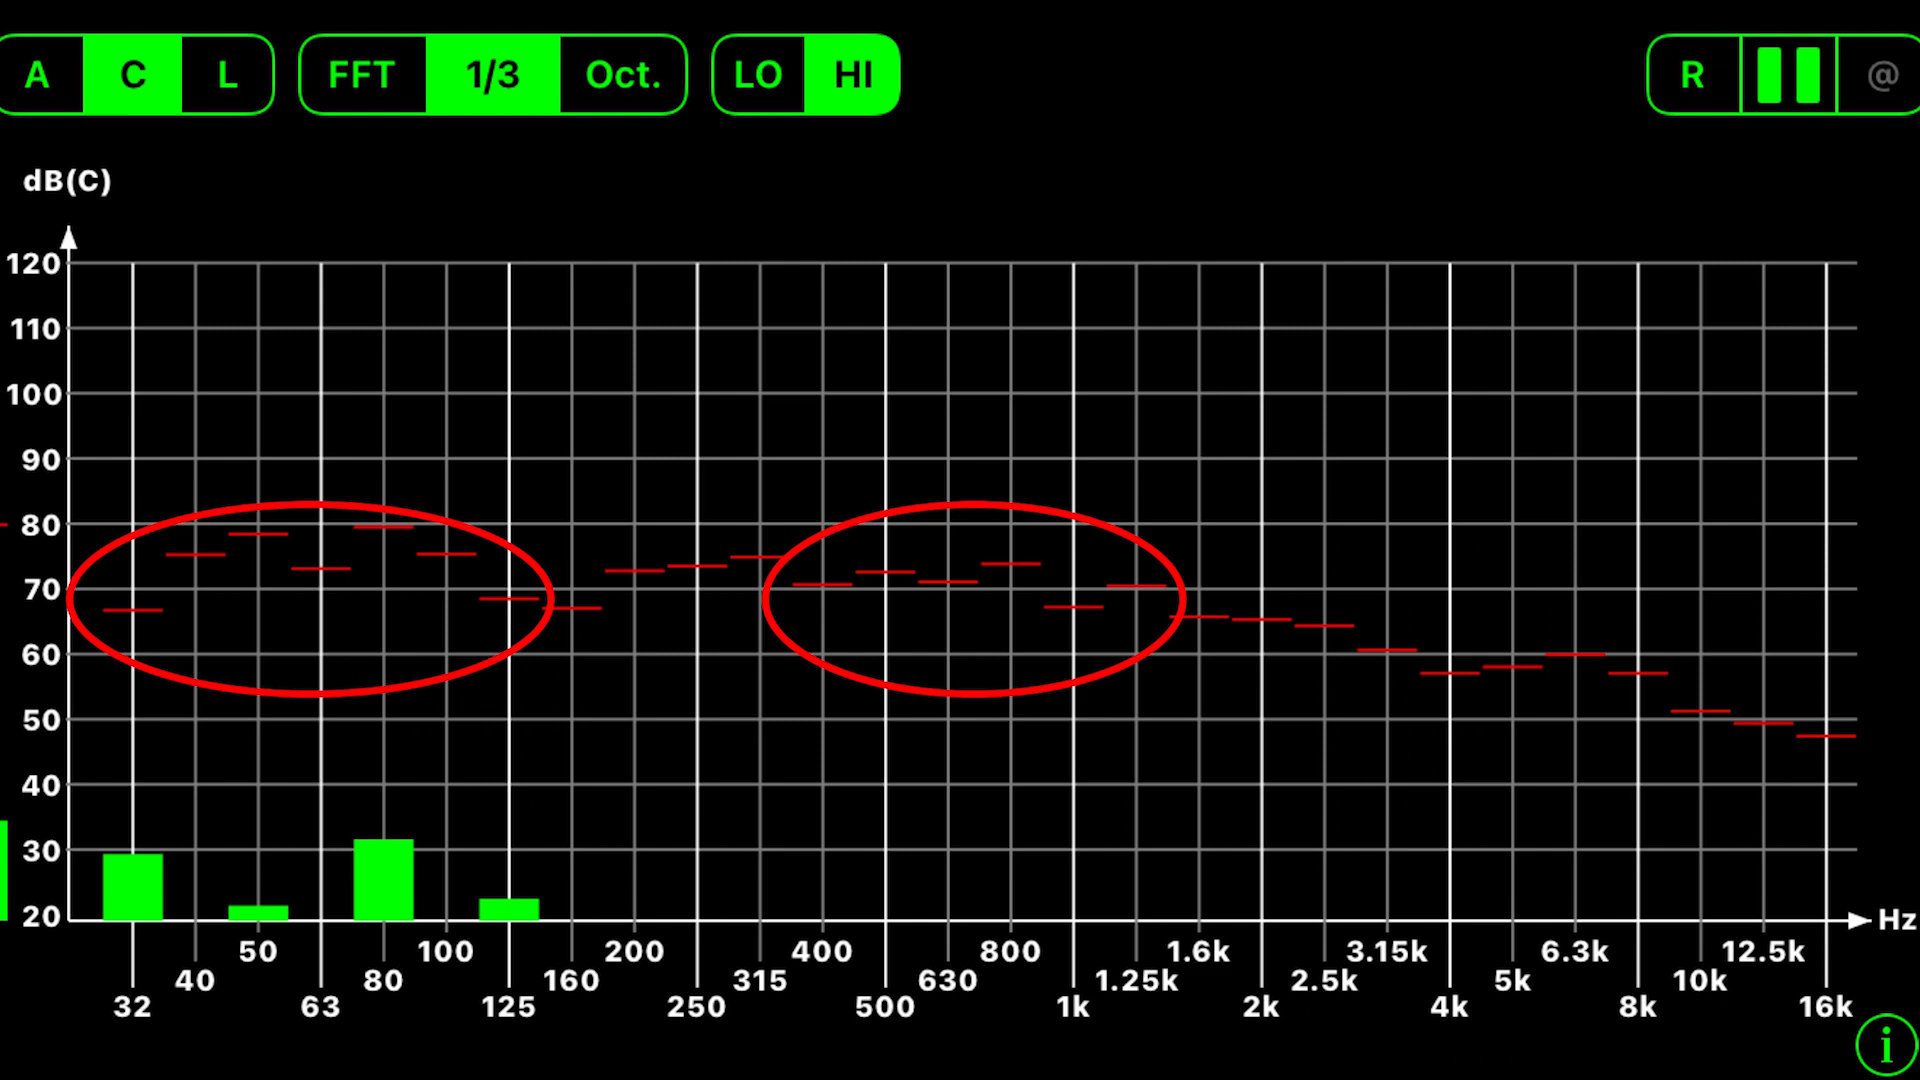 A C L FFT 1/3 Oct. LO HI R @
dB(C)
120
110
100
90
80
70
60
50
40
30
20
Hz
50 100 200 400 800 1.6k 3.15k 6.3k 12.5k
40 80 160 315 630 1.25k 2.5k 5k 10k
32 63 125 250 500 1k 2k 4k 8k 16k
i